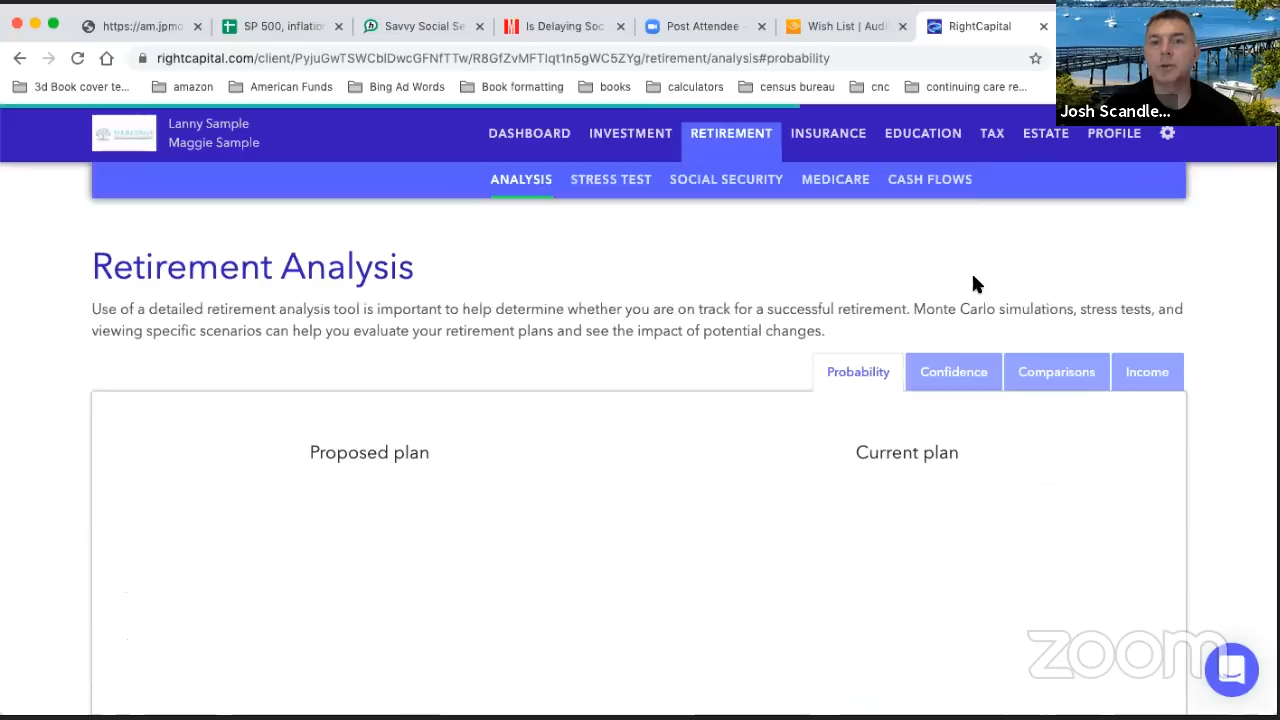 https://am.jpmo
SP 500, inflation
Savvy Social Se
Is Delaying Soc
Post Attendee -
Wish List | Audi
RightCapital
rightcapital.com/client/PyjuGwTSWCblDwcGFNfTTw/R8GfZvMFTlqt1n5gWC5ZYg/retirement/analysis#probability
3d Book cover te...
amazon
American Funds
Bing Ad Words
Book formatting
books
calculators
census bureau
cnc
continuing care re...
Josh Scandle...
Lanny Sample
Maggie Sample
DASHBOARD
INVESTMENT
RETIREMENT
INSURANCE
EDUCATION
TAX
ESTATE
PROFILE
ANALYSIS
STRESS TEST
SOCIAL SECURITY
MEDICARE
CASH FLOWS
Retirement Analysis
Use of a detailed retirement analysis tool is important to help determine whether you are on track for a successful retirement. Monte Carlo simulations, stress tests, and
viewing specific scenarios can help you evaluate your retirement plans and see the impact of potential changes.
Probability
Confidence
Comparisons
Income
Proposed plan
Current plan
zoom